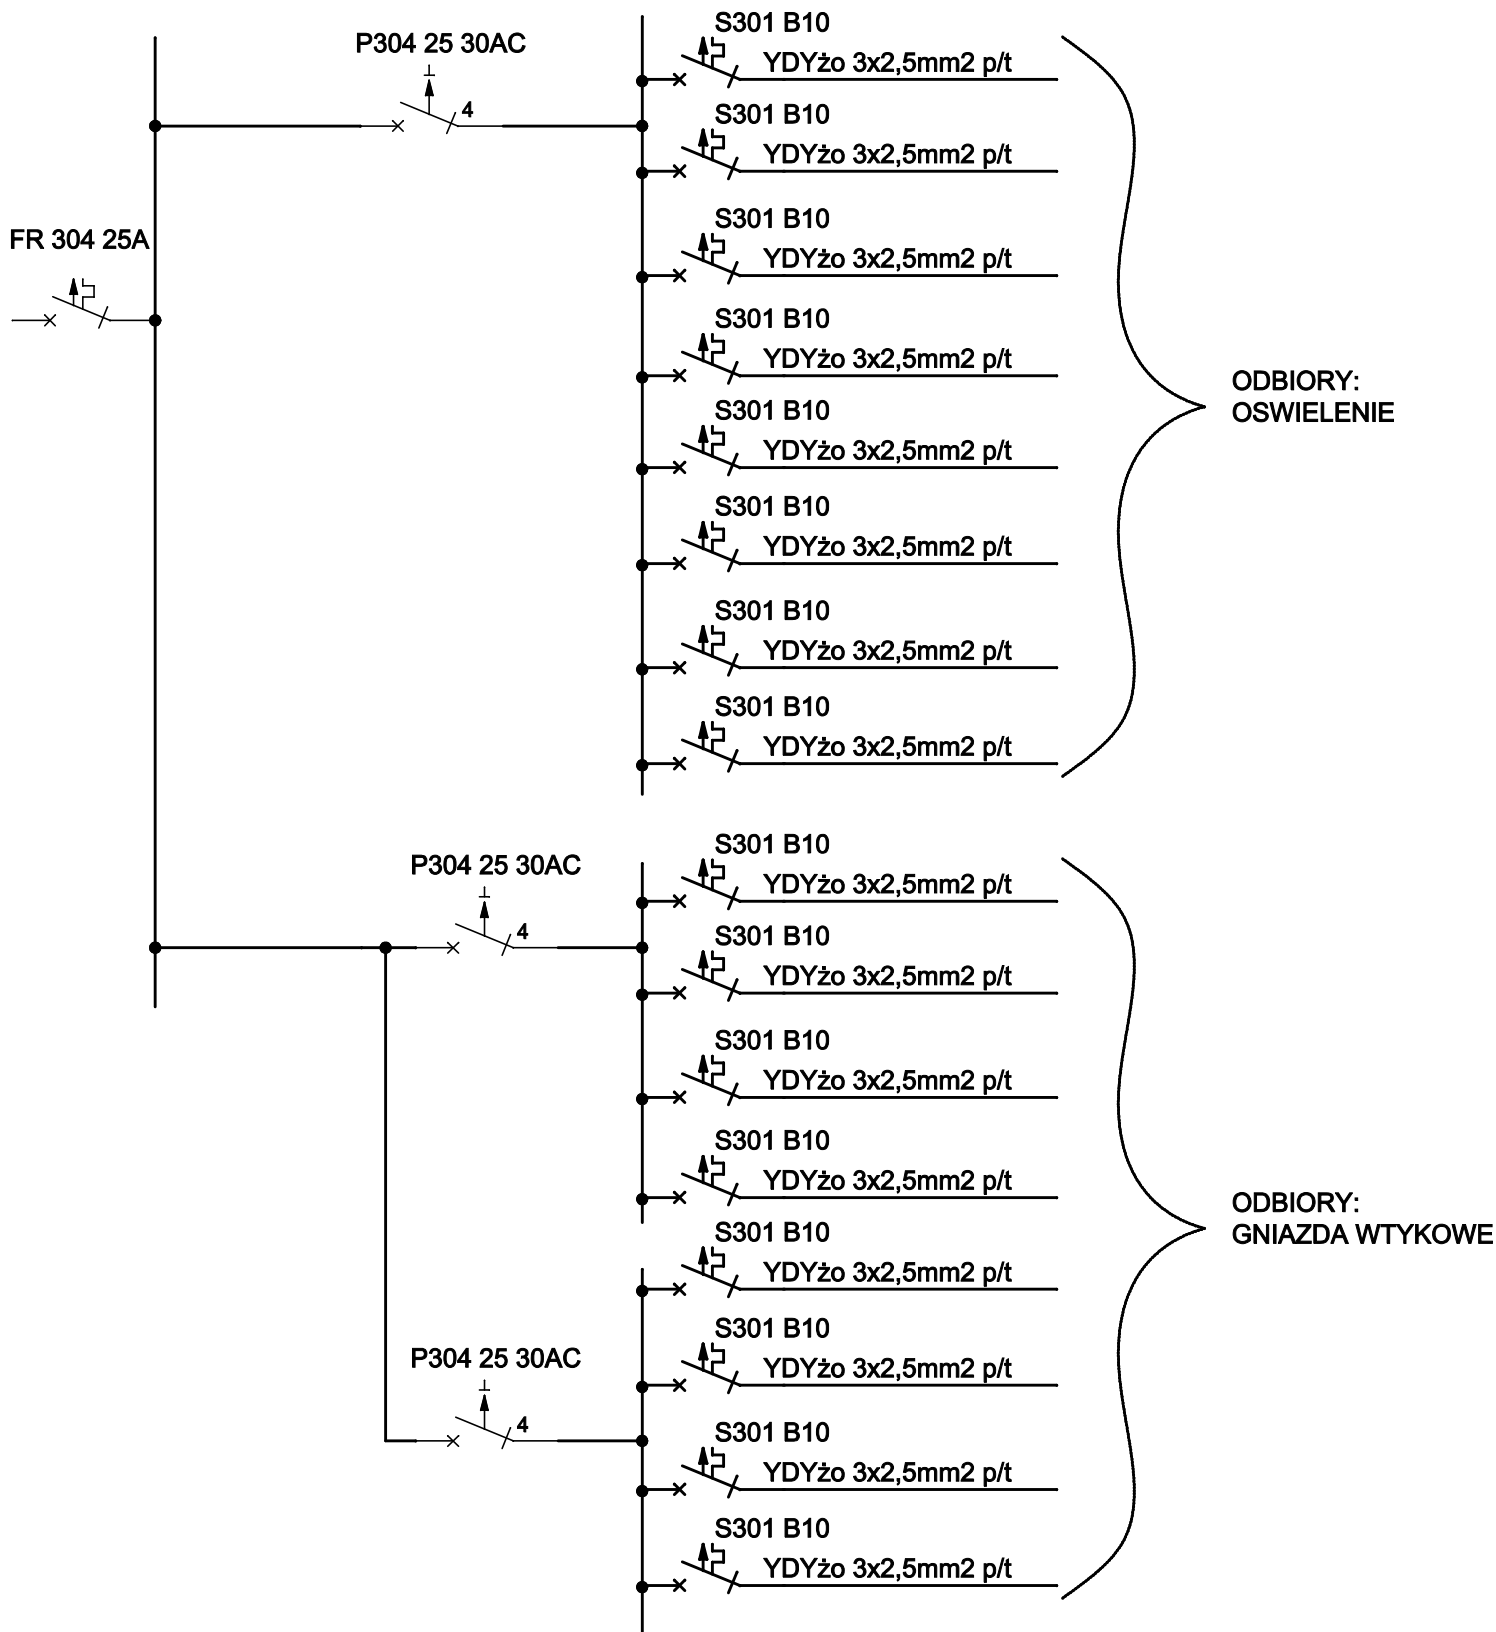 P304 25 30AC
4
FR 304 25A
S301 B10
YDYżo 3x2,5mm2 p/t
S301 B10
YDYżo 3x2,5mm2 p/t
S301 B10
YDYżo 3x2,5mm2 p/t
S301 B10
YDYżo 3x2,5mm2 p/t
S301 B10
YDYżo 3x2,5mm2 p/t
S301 B10
YDYżo 3x2,5mm2 p/t
S301 B10
YDYżo 3x2,5mm2 p/t
S301 B10
YDYżo 3x2,5mm2 p/t
ODBIORY:
OSWIELENIE
P304 25 30AC
4
S301 B10
YDYżo 3x2,5mm2 p/t
S301 B10
YDYżo 3x2,5mm2 p/t
S301 B10
YDYżo 3x2,5mm2 p/t
S301 B10
YDYżo 3x2,5mm2 p/t
P304 25 30AC
4
S301 B10
YDYżo 3x2,5mm2 p/t
S301 B10
YDYżo 3x2,5mm2 p/t
S301 B10
YDYżo 3x2,5mm2 p/t
S301 B10
YDYżo 3x2,5mm2 p/t
ODBIORY:
GNIAZDA WTYKOWE